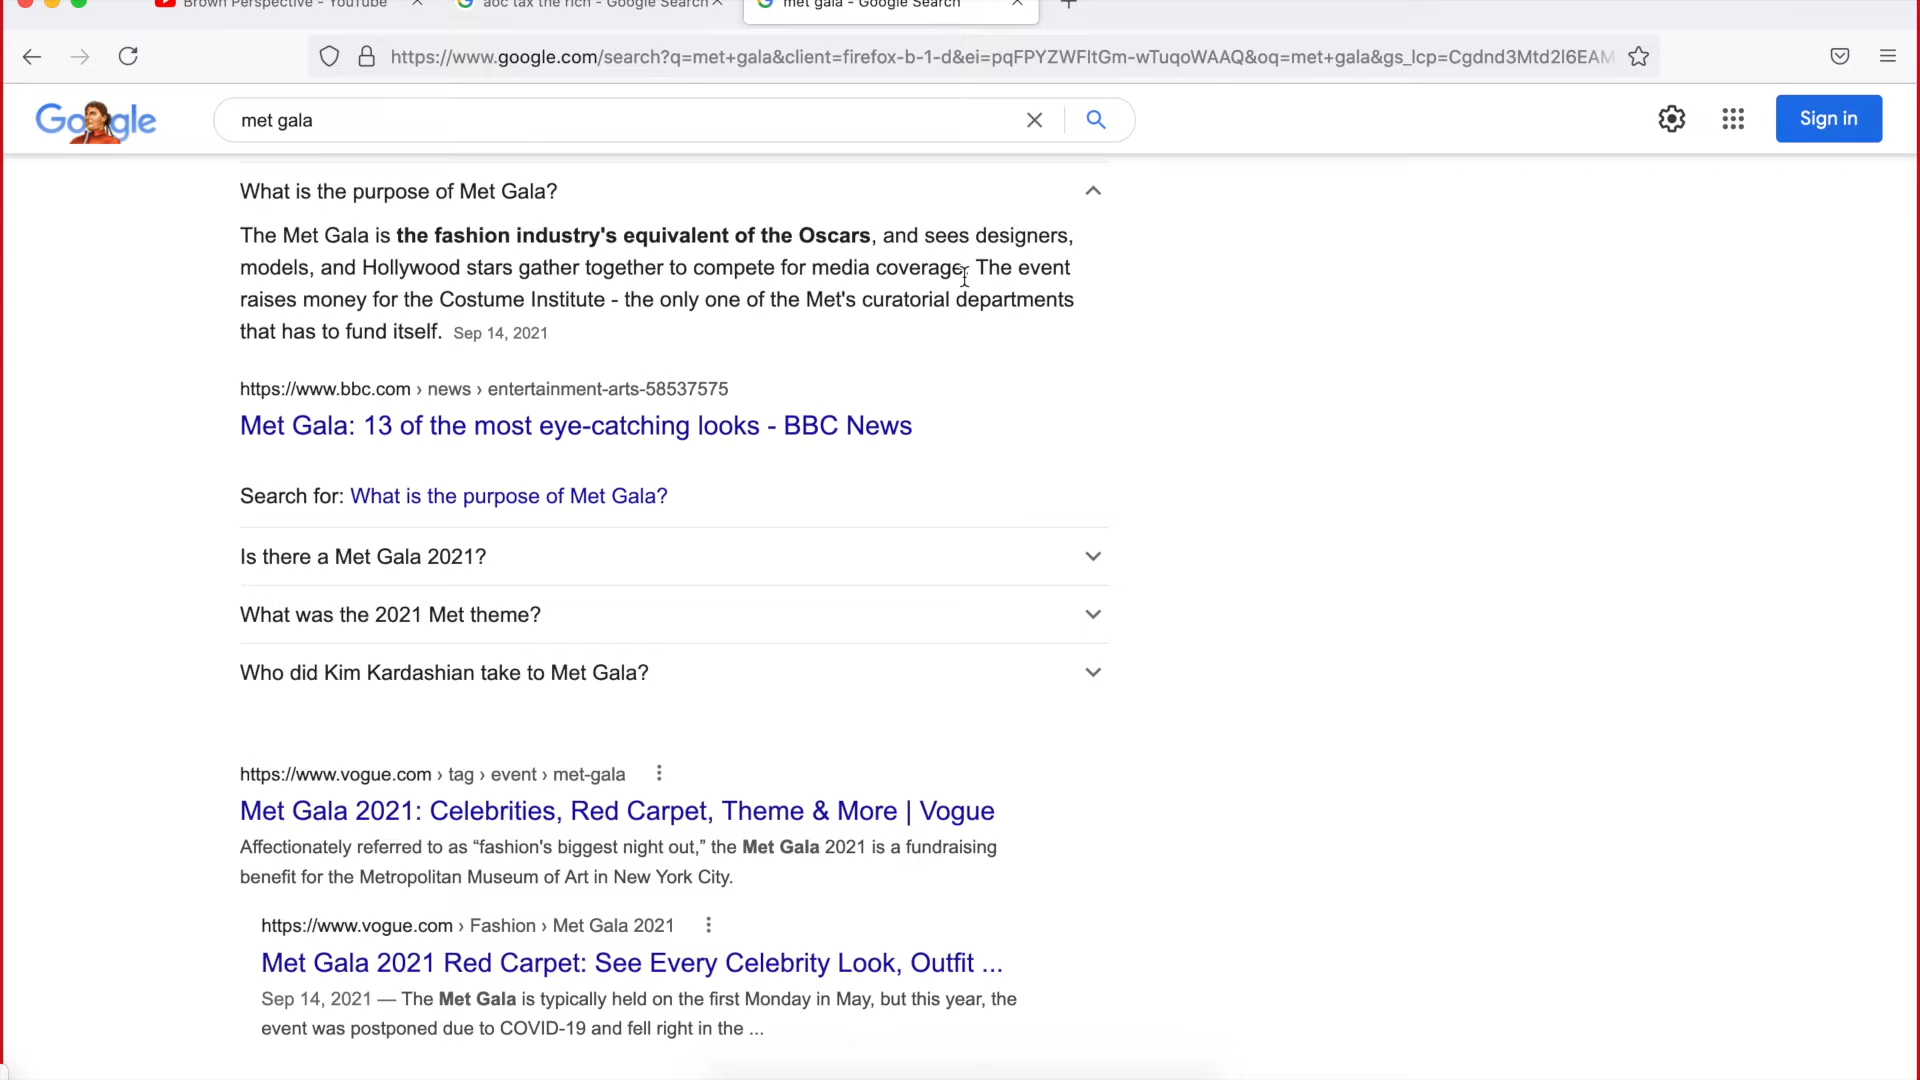 Brown Perspective - YouTube
aoc tax the rich - Google Search
met gala - Google Search
https://www.google.com/search?q=met+gala&client=firefox-b-1-d&ei=pqFPYZWFItGm-wTuqoWAAQ&oq=met+gala&gs_lcp=Cgdnd3Mtd2l6EAM
Google
met gala
Sign in
What is the purpose of Met Gala?
The Met Gala is the fashion industry's equivalent of the Oscars, and sees designers,
models, and Hollywood stars gather together to compete for media coverage. The event
raises money for the Costume Institute - the only one of the Met's curatorial departments
that has to fund itself. Sep 14, 2021
https://www.bbc.com › news › entertainment-arts-58537575
Met Gala: 13 of the most eye-catching looks - BBC News
Search for: What is the purpose of Met Gala?
Is there a Met Gala 2021?
What was the 2021 Met theme?
Who did Kim Kardashian take to Met Gala?
https://www.vogue.com › tag › event › met-gala
Met Gala 2021: Celebrities, Red Carpet, Theme & More | Vogue
Affectionately referred to as “fashion's biggest night out,” the Met Gala 2021 is a fundraising
benefit for the Metropolitan Museum of Art in New York City.
https://www.vogue.com › Fashion › Met Gala 2021
Met Gala 2021 Red Carpet: See Every Celebrity Look, Outfit ...
Sep 14, 2021 — The Met Gala is typically held on the first Monday in May, but this year, the
event was postponed due to COVID-19 and fell right in the ...